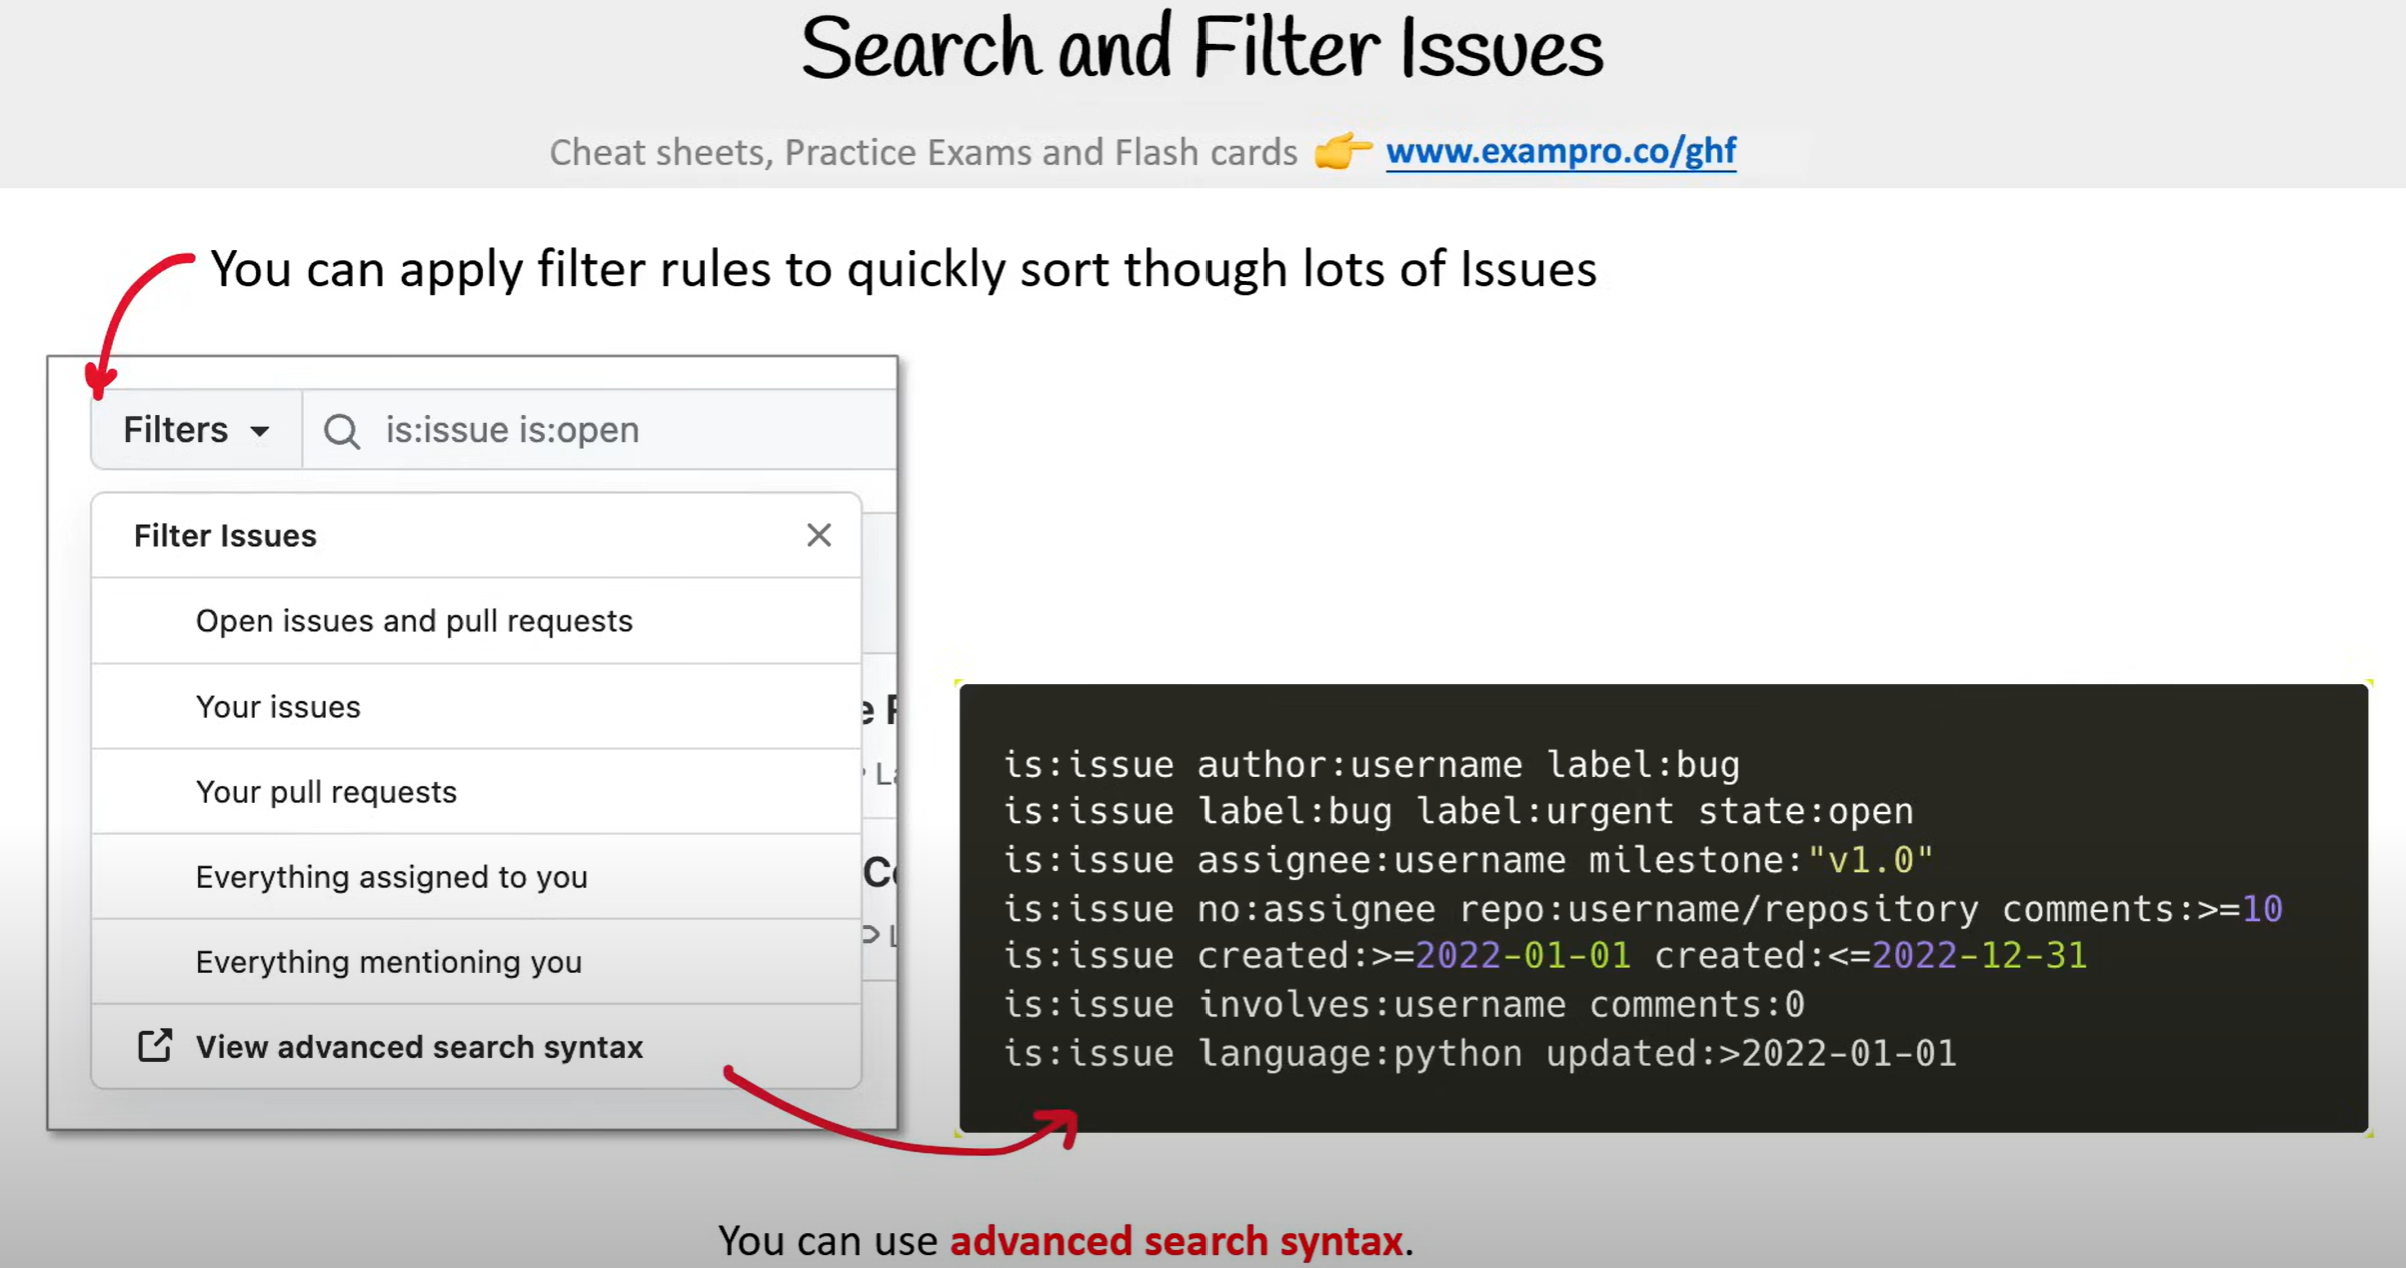 Search and Filter Issues
Cheat sheets, Practice Exams and Flash cards 👉 www.exampro.co/ghf
You can apply filter rules to quickly sort though lots of Issues
Filters
is:issue is:open
Filter Issues
Open issues and pull requests
Your issues
Your pull requests
Everything assigned to you
Everything mentioning you
View advanced search syntax
is:issue author:username label:bug
is:issue label:bug label:urgent state:open
is:issue assignee:username milestone:"v1.0"
is:issue no:assignee repo:username/repository comments:>=10
is:issue created:>=2022-01-01 created:<=2022-12-31
is:issue involves:username comments:0
is:issue language:python updated:>2022-01-01
You can use advanced search syntax.